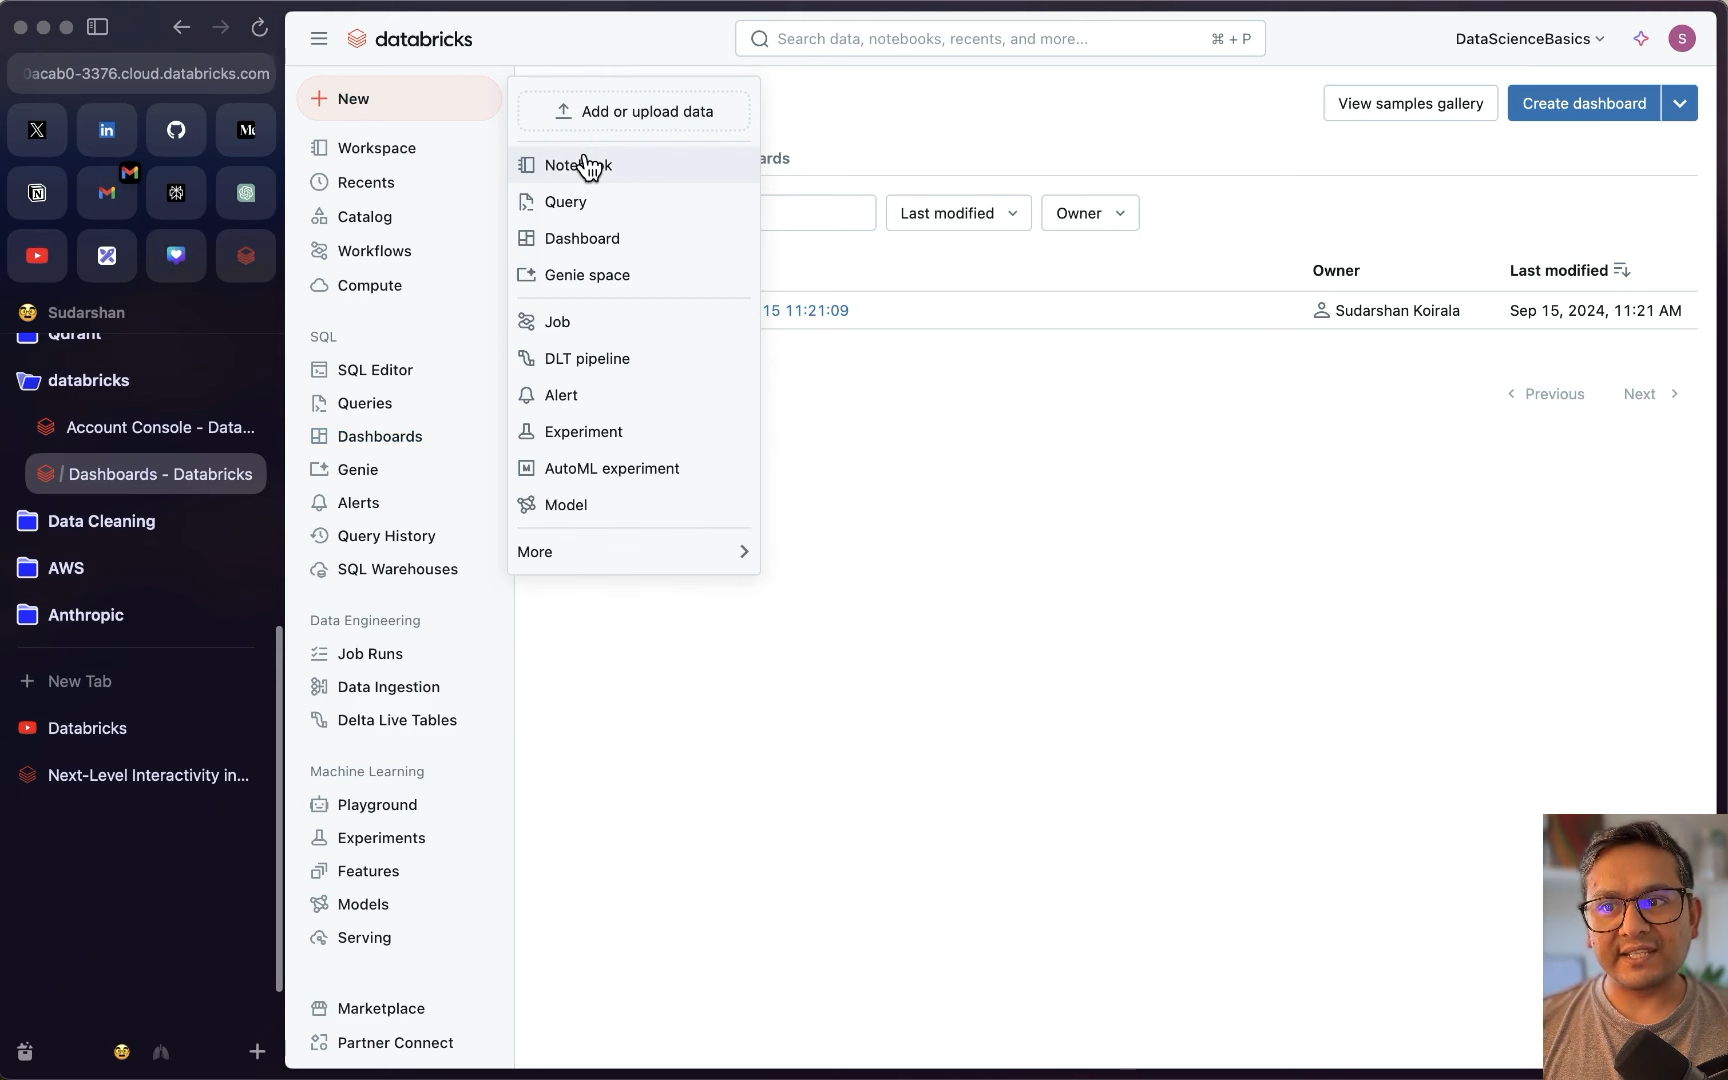 0acab0-3376.cloud.databricks.com
Sudarshan
Qdrant
databricks
Account Console - Data...
/ Dashboards - Databricks
Data Cleaning
AWS
Anthropic
New Tab
Databricks
Next-Level Interactivity in...
databricks
Search data, notebooks, recents, and more...
⌘ + P
DataScienceBasics
S
New
Workspace
Recents
Catalog
Workflows
Compute
SQL
SQL Editor
Queries
Dashboards
Genie
Alerts
Query History
SQL Warehouses
Data Engineering
Job Runs
Data Ingestion
Delta Live Tables
Machine Learning
Playground
Experiments
Features
Models
Serving
Marketplace
Partner Connect
Add or upload data
Query
Dashboard
Genie space
Job
DLT pipeline
Alert
Experiment
AutoML experiment
Model
More
View samples gallery
Create dashboard
Last modified
Owner
Owner
Last modified
15 11:21:09
Sudarshan Koirala
Sep 15, 2024, 11:21 AM
Previous
Next